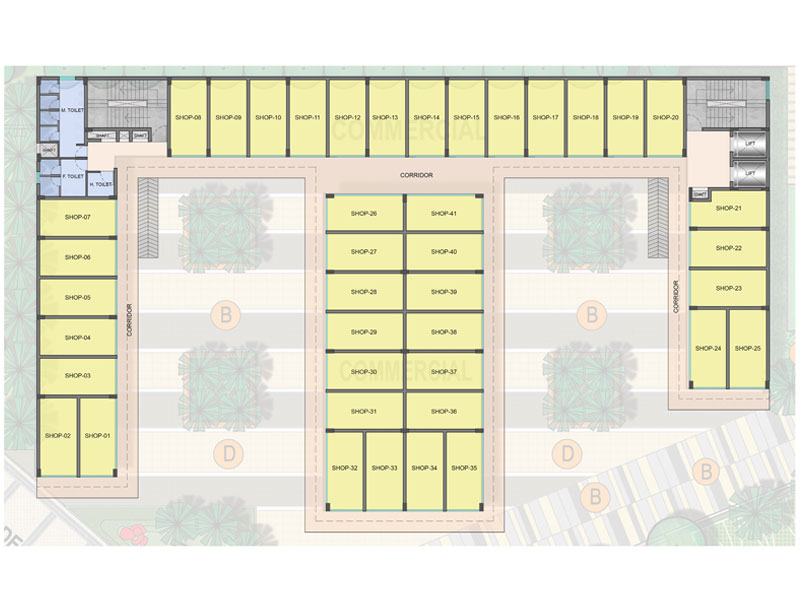 M. TOILET
SHAFT
SHAFT
SHAFT
F. TOILET
H. TOILET
SHOP-08
SHOP-09
SHOP-10
SHOP-11
SHOP-12
SHOP-13
SHOP-14
SHOP-15
SHOP-16
SHOP-17
SHOP-18
SHOP-19
SHOP-20
COMMERCIAL
LIFT
LIFT
SHAFT
CORRIDOR
SHOP-07
SHOP-06
SHOP-05
SHOP-04
SHOP-03
SHOP-02
SHOP-01
CORRIDOR
B
D
SHOP-26
SHOP-41
SHOP-27
SHOP-40
SHOP-28
SHOP-39
SHOP-29
SHOP-38
SHOP-30
SHOP-37
COMMERCIAL
SHOP-31
SHOP-36
SHOP-32
SHOP-33
SHOP-34
SHOP-35
B
D
B
B
CORRIDOR
SHOP-21
SHOP-22
SHOP-23
SHOP-24
SHOP-25